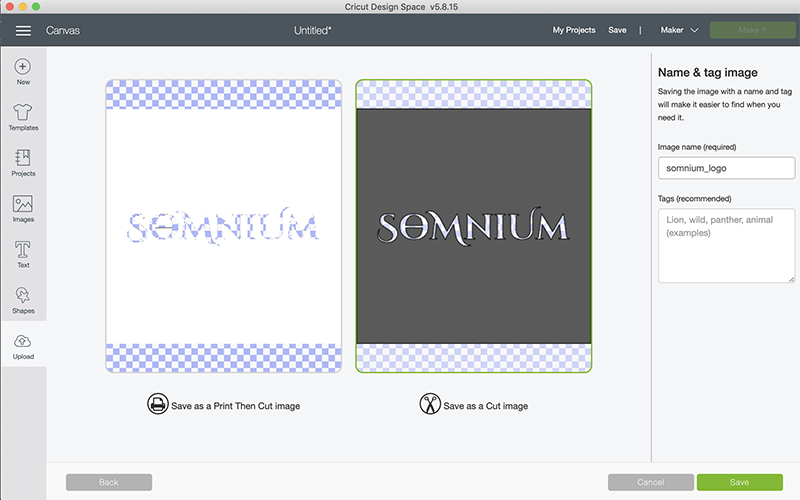 Cricut Design Space v5.8.15
Canvas
Untitled*
My Projects
Save
|
Maker
Make It
New
Templates
Projects
Images
Text
Shapes
Upload
SOMNIUM
SOMNIUM
Save as a Print Then Cut image
Save as a Cut image
Name & tag image
Saving the image with a name and tag
will make it easier to find when you
need it.
Image name (required)
somnium_logo
Tags (recommended)
Lion, wild, panther, animal
(examples)
Back
Cancel
Save